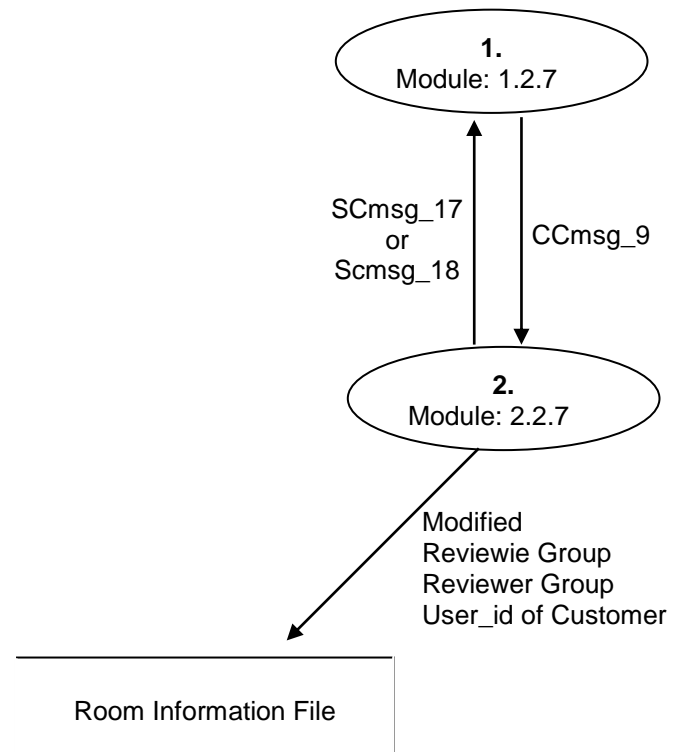 1.
Module: 1.2.7
SCmsg_17
or
Scmsg_18
CCmsg_9
2.
Module: 2.2.7
Modified
Reviewie Group
Reviewer Group
User_id of Customer
Room Information File